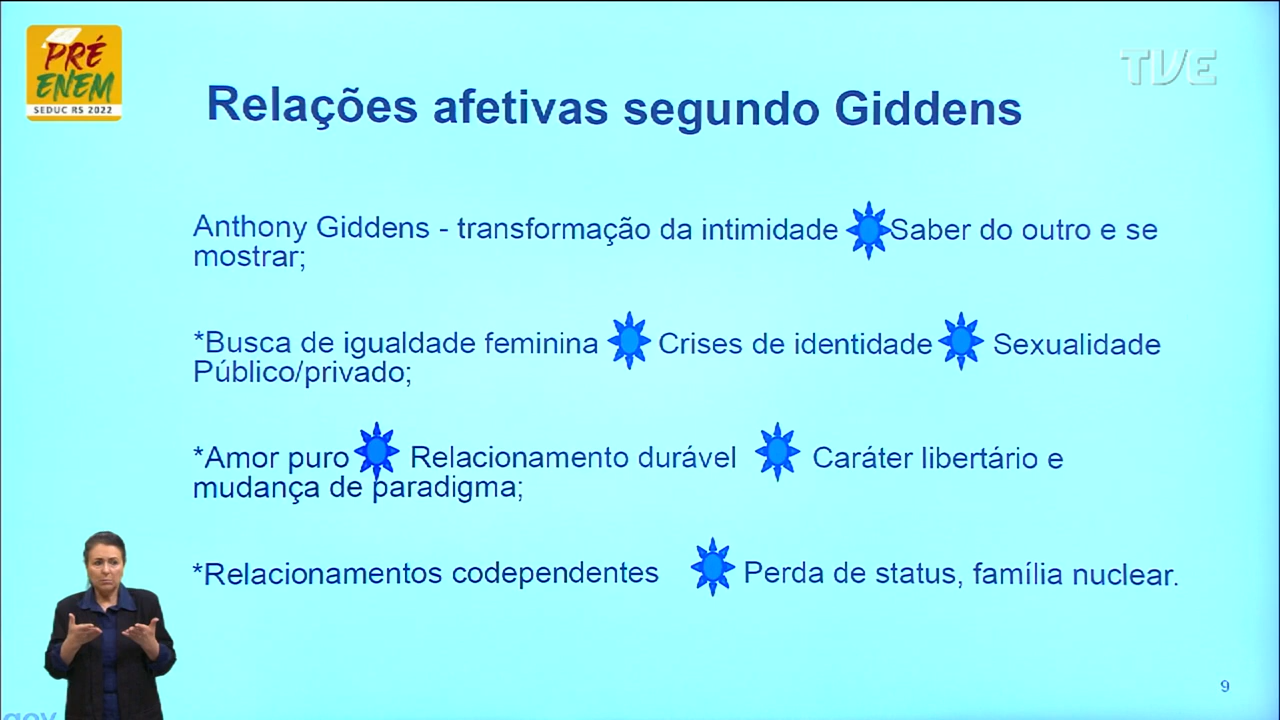 PRÉ
ENEM
SEDUC RS 2022
TVE
Relações afetivas segundo Giddens
Anthony Giddens - transformação da intimidade Saber do outro e se
mostrar;
*Busca de igualdade feminina Crises de identidade Sexualidade
Público/privado;
*Amor puro Relacionamento durável Caráter libertário e
mudança de paradigma;
*Relacionamentos codependentes Perda de status, família nuclear.
9
gov